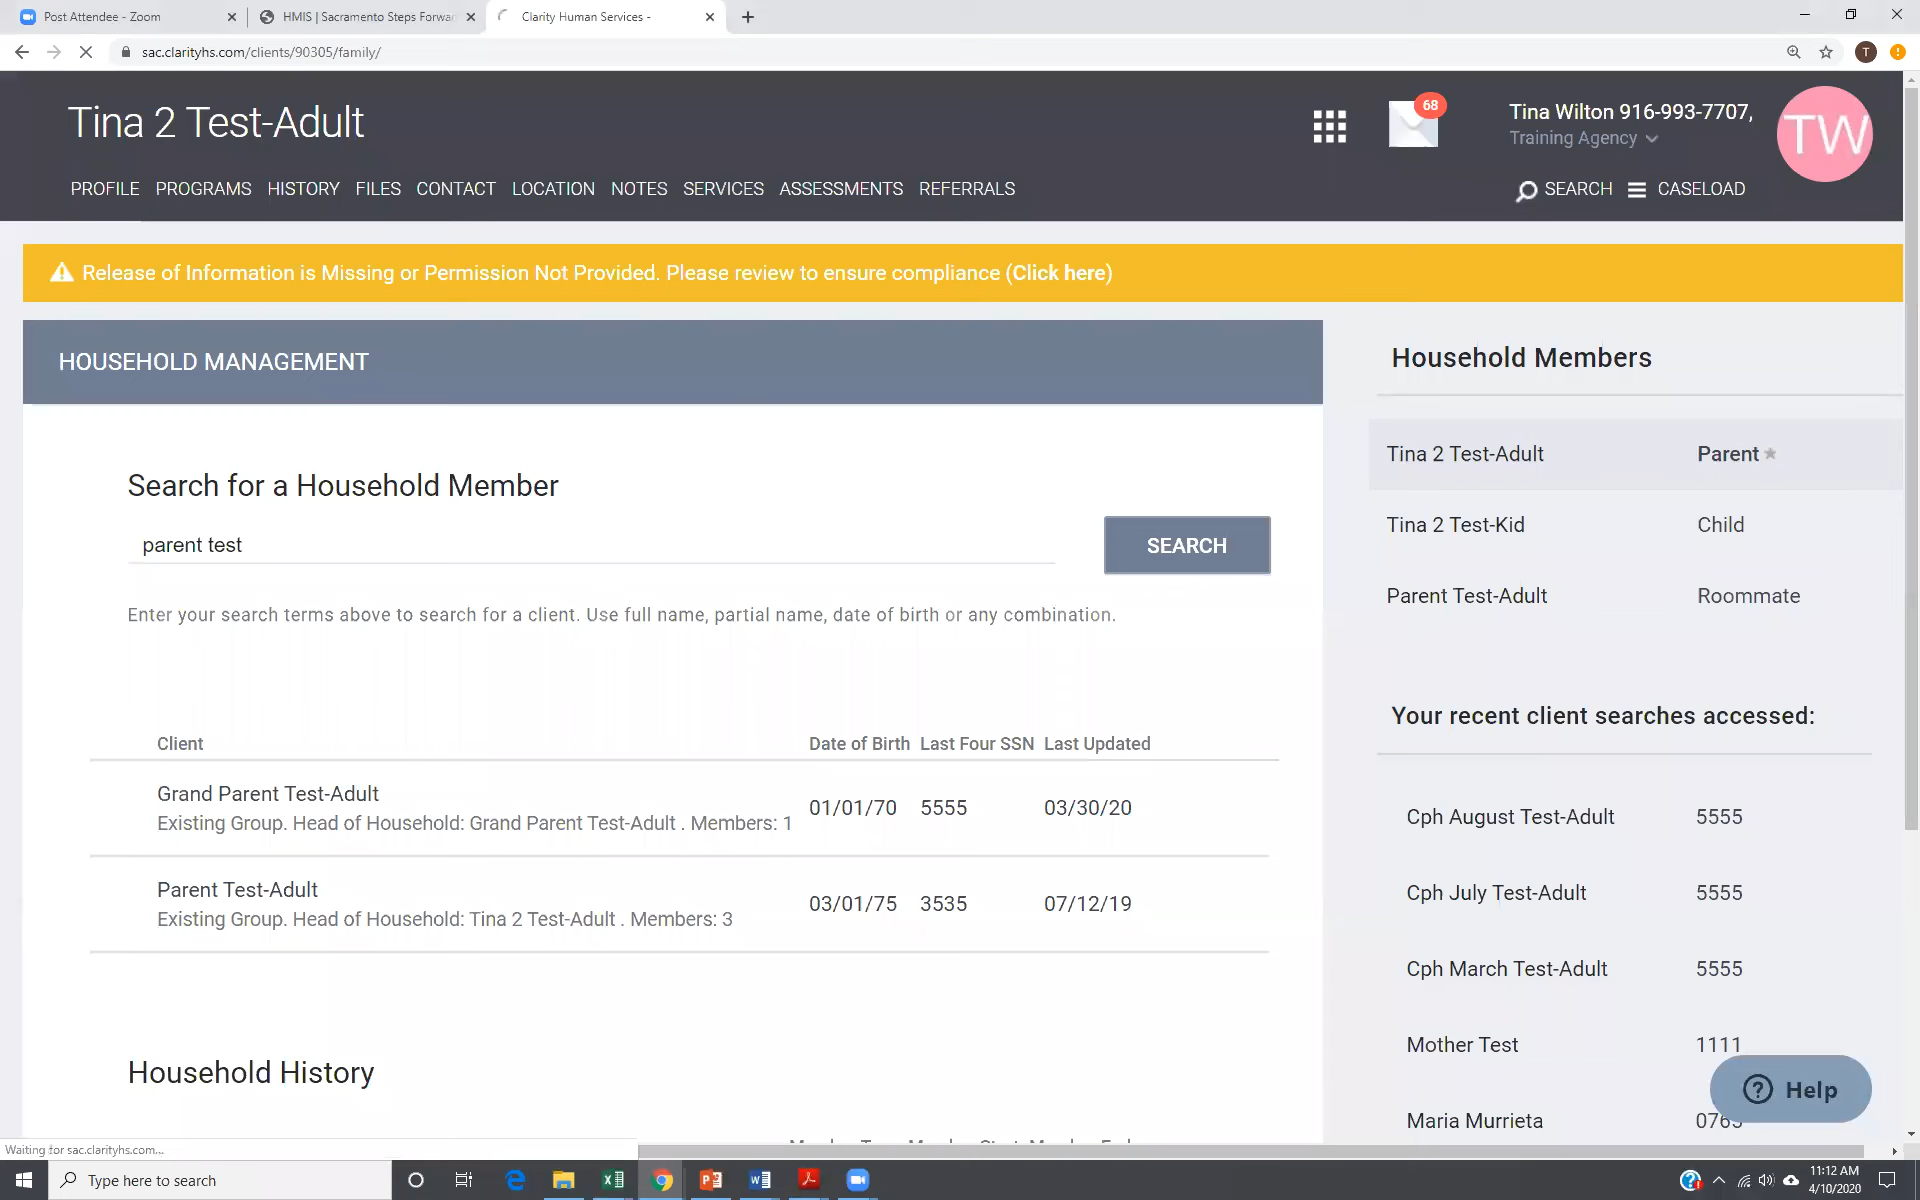 Post Attendee - Zoom
HMIS | Sacramento Steps Forwar
Clarity Human Services -
sac.clarityhs.com/clients/90305/family/
T
Tina 2 Test-Adult
68
Tina Wilton 916-993-7707,
Training Agency
TW
PROFILE PROGRAMS HISTORY FILES CONTACT LOCATION NOTES SERVICES ASSESSMENTS REFERRALS
SEARCH CASELOAD
Release of Information is Missing or Permission Not Provided. Please review to ensure compliance (Click here)
HOUSEHOLD MANAGEMENT
Search for a Household Member
parent test
SEARCH
Enter your search terms above to search for a client. Use full name, partial name, date of birth or any combination.
Client Date of Birth Last Four SSN Last Updated
Grand Parent Test-Adult
Existing Group. Head of Household: Grand Parent Test-Adult . Members: 1
01/01/70 5555 03/30/20
Parent Test-Adult
Existing Group. Head of Household: Tina 2 Test-Adult . Members: 3
03/01/75 3535 07/12/19
Household History
Household Members
Tina 2 Test-Adult Parent
Tina 2 Test-Kid Child
Parent Test-Adult Roommate
Your recent client searches accessed:
Cph August Test-Adult 5555
Cph July Test-Adult 5555
Cph March Test-Adult 5555
Mother Test 1111
Maria Murrieta
Help
Waiting for sac.clarityhs.com...
Type here to search
11:12 AM
4/10/2020